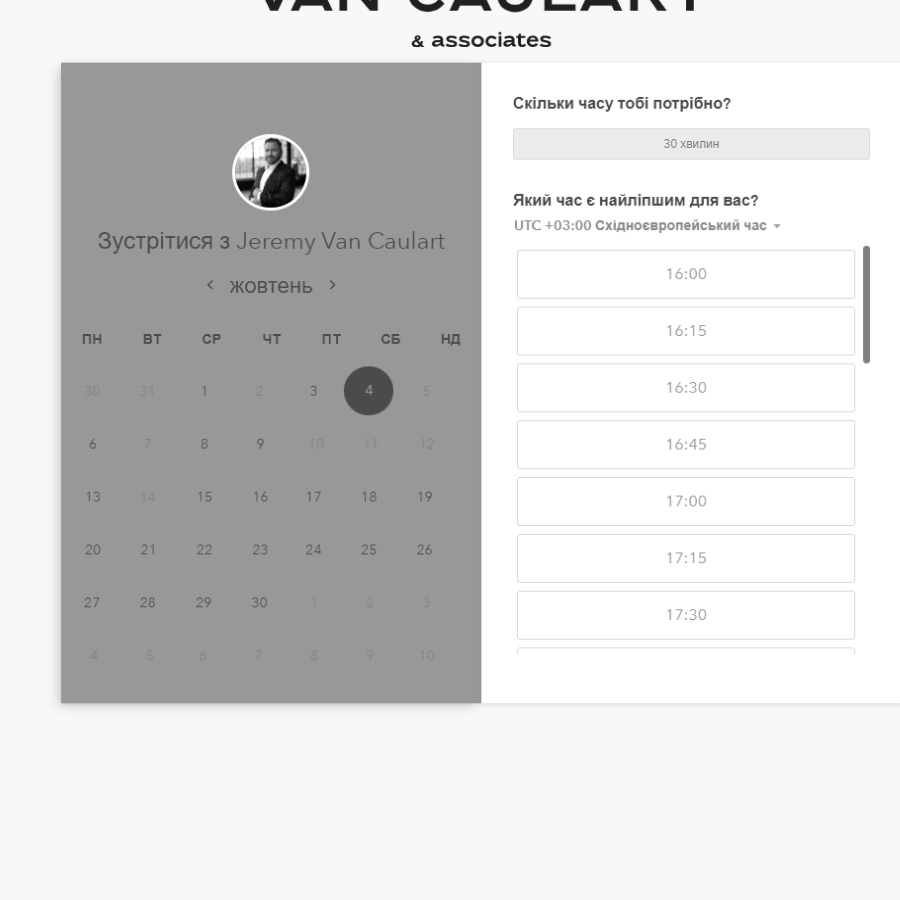 VAN CAULART
& associates
Зустрітися з Jeremy Van Caulart
жовтень
ПН ВТ СР ЧТ ПТ СБ НД
30 31 1 2 3 4 5
6 7 8 9 10 11 12
13 14 15 16 17 18 19
20 21 22 23 24 25 26
27 28 29 30 1 2 3
4 5 6 7 8 9 10
Скільки часу тобі потрібно?
30 хвилин
Який час є найліпшим для вас?
UTC +03:00 Східноєвропейський час
16:00
16:15
16:30
16:45
17:00
17:15
17:30